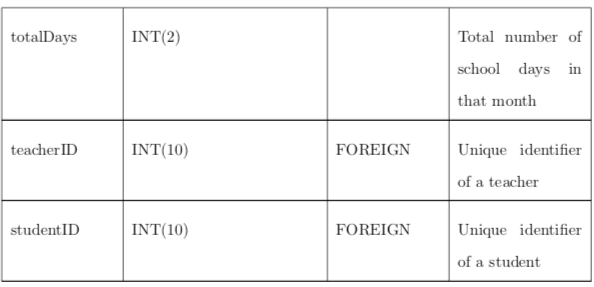 totalDays INT(2) Total number of
school days in
that month
teacherID INT(10) FOREIGN Unique identifier
of a teacher
studentID INT(10) FOREIGN Unique identifier
of a student